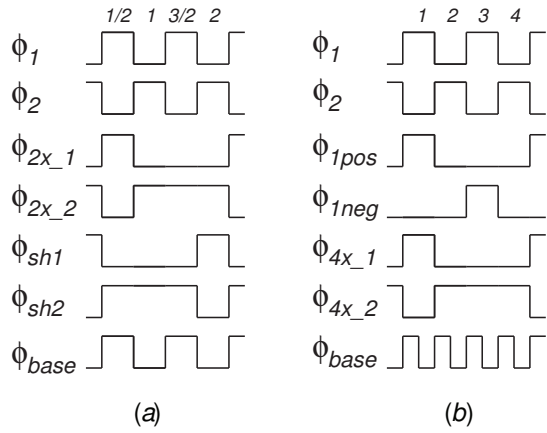 1/2 1 3/2 2
ϕ1
ϕ2
ϕ2x_1
ϕ2x_2
ϕsh1
ϕsh2
ϕbase
(a)
1 2 3 4
ϕ1
ϕ2
ϕ1pos
ϕ1neg
ϕ4x_1
ϕ4x_2
ϕbase
(b)